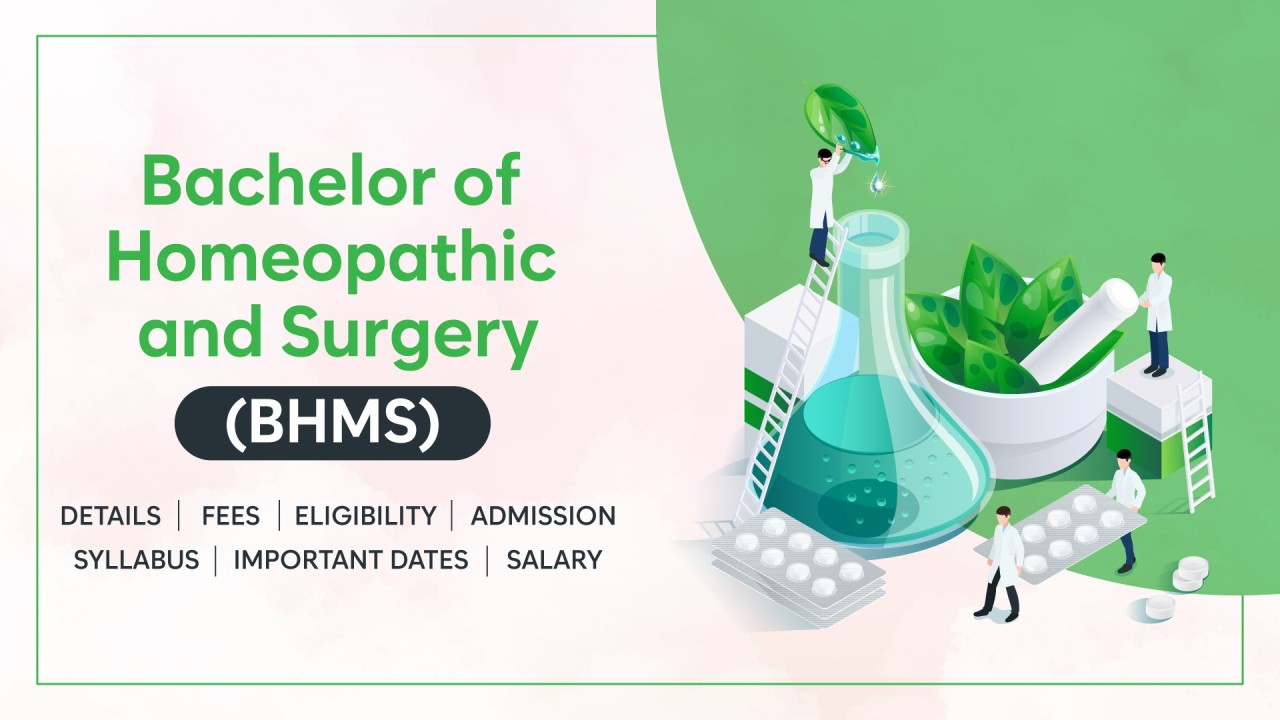 Bachelor of
Homeopathic
and Surgery
(BHMS)
DETAILS | FEES | ELIGIBILITY | ADMISSION
SYLLABUS | IMPORTANT DATES | SALARY